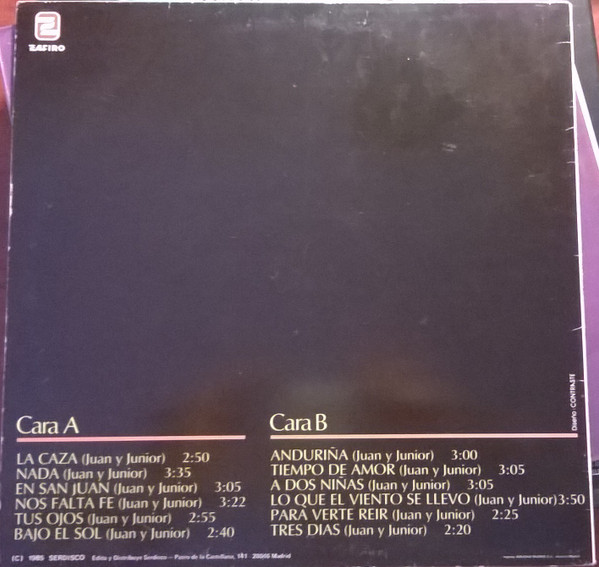 ZAFIRO
Cara A
LA CAZA (Juan y Junior) 2:50
NADA (Juan y Junior) 3:35
EN SAN JUAN (Juan y Junior) 3:05
NOS FALTA FE (Juan y Junior) 3:22
TUS OJOS (Juan y Junior) 2:55
BAJO EL SOL (Juan y Junior) 2:40
Cara B
ANDURIÑA (Juan y Junior) 3:00
TIEMPO DE AMOR (Juan y Junior) 3:05
A DOS NIÑAS (Juan y Junior) 3:05
LO QUE EL VIENTO SE LLEVO (Juan y Junior) 3:50
PARA VERTE REIR (Juan y Junior) 2:25
TRES DIAS (Juan y Junior) 2:20
Diseño CONTRASTE
(C) 1985 SERDISCO Edita y Distribuye Serdisco – Paseo de la Castellana, 141 - 20046 Madrid